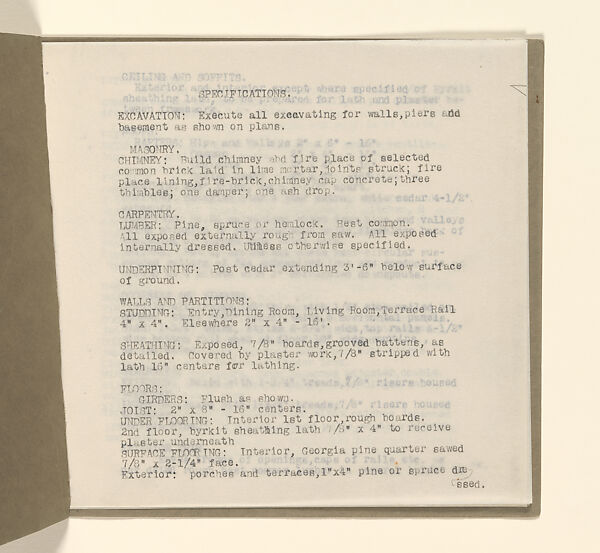 SPECIFICATIONS.
EXCAVATION: Execute all excavating for walls,piers and
basement as shown on plans.
MASONRY.
CHIMNEY: Build chimney and fire place of selected
common brick laid in lime mortar,joints struck; fire
place lining,fire-brick,chimney cap concrete;three
thimbles; one damper; one ash drop.
CARPENTRY.
LUMBER: Pine, spruce or hemlock. Best common.
All exposed externally rough from saw. All exposed
internally dressed. Unless otherwise specified.
UNDERPINNING: Post cedar extending 3'-6" below surface
of ground.
WALLS AND PARTITIONS:
STUDDING: Entry,Dining Room, Living Room,Terrace Rail
4" x 4". Elsewhere 2" x 4" - 16'.
SHEATHING: Exposed, 7/8" boards,grooved battens, as
detailed. Covered by plaster work,7/8" stripped with
lath 16" centers for lathing.
FLOORS:
GIRDERS: Flush as shown.
JOIST: 2" x 8" - 16" centers.
UNDER FLOORING: Interior 1st floor,rough boards.
2nd floor, byrkit sheathing lath 7/8" x 4" to receive
plaster underneath
SURFACE FLOORING: Interior, Georgia pine quarter sawed
7/8" x 2-1/4" face.
Exterior: porches and terraces,1"x4" pine or spruce dre
ssed.